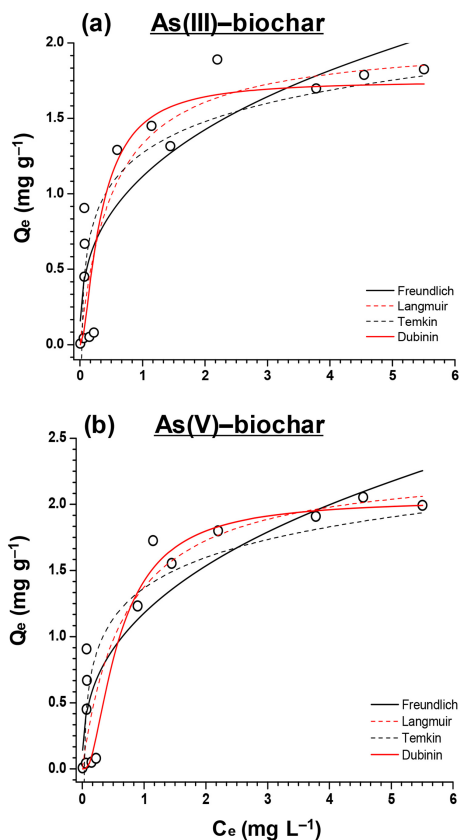 (a) As(III)–biochar
2.0
1.5
1.0
0.5
0.0
Qe (mg g⁻¹)
0 1 2 3 4 5 6
Freundlich
Langmuir
Temkin
Dubinin
(b) As(V)–biochar
2.5
2.0
1.5
1.0
0.5
0.0
Qe (mg g⁻¹)
Freundlich
Langmuir
Temkin
Dubinin
0 1 2 3 4 5 6
Ce (mg L⁻¹)